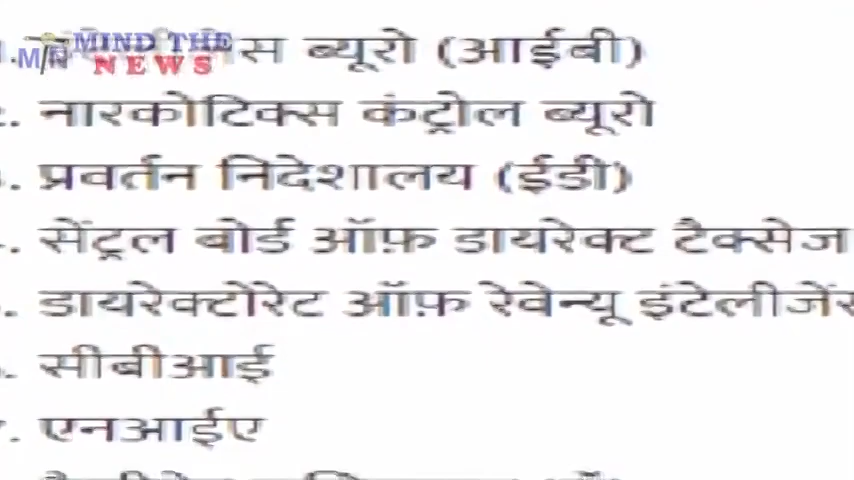 MIND THE
NEWS
M/N
ब्यूरो (आईबी)
नारकोटिक्स कंट्रोल ब्यूरो
प्रवर्तन निदेशालय (ईडी)
सेंट्रल बोर्ड ऑफ़ डायरेक्ट टैक्सेज
डायरेक्टोरेट ऑफ़ रेवेन्यू
सीबीआई
एनआईए